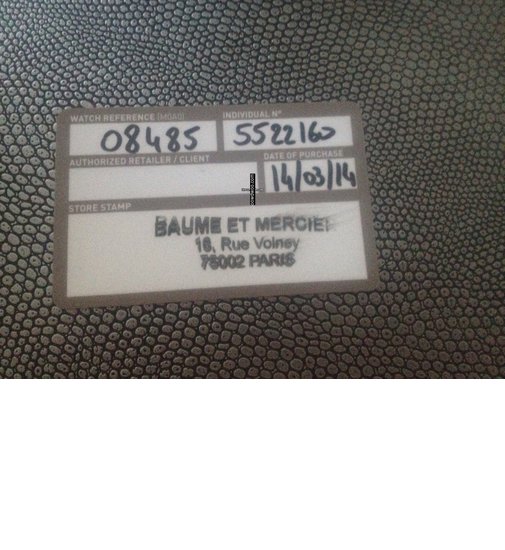 WATCH REFERENCE (MOA0) INDIVIDUAL N°
08485 5522160
AUTHORIZED RETAILER / CLIENT DATE OF PURCHASE
14/03/14
STORE STAMP
BAUME ET MERCIER
16, Rue Volney
75002 PARIS